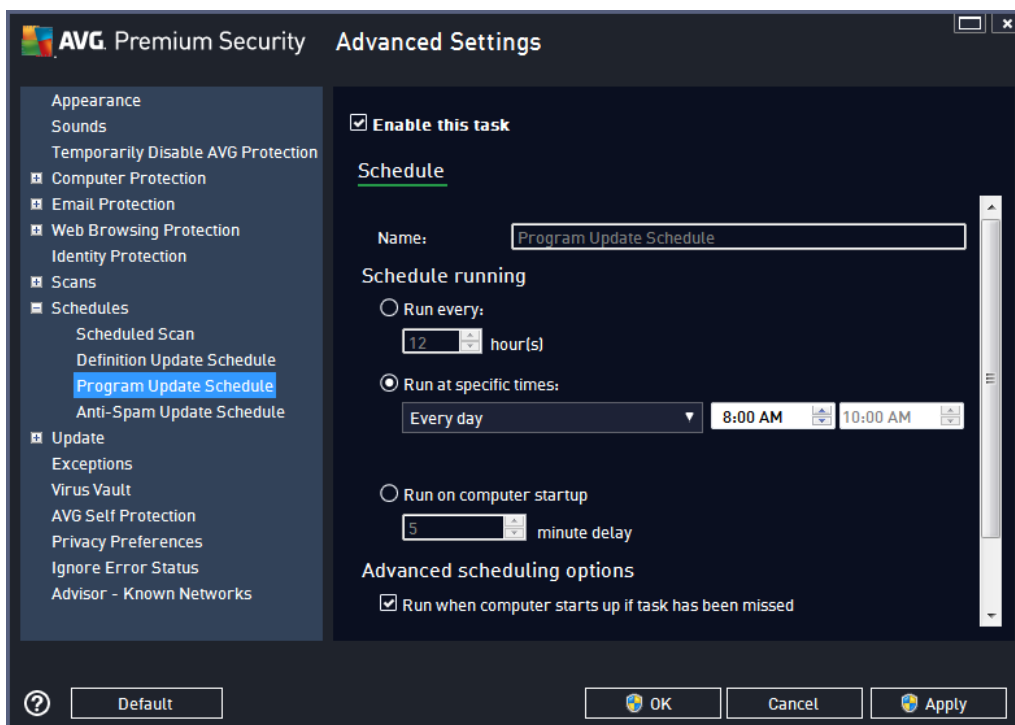 AVG. Premium Security
Advanced Settings
Appearance
Sounds
Temporarily Disable AVG Protection
Computer Protection
Email Protection
Web Browsing Protection
Identity Protection
Scans
Schedules
Scheduled Scan
Definition Update Schedule
Program Update Schedule
Anti-Spam Update Schedule
Update
Exceptions
Virus Vault
AVG Self Protection
Privacy Preferences
Ignore Error Status
Advisor - Known Networks
Enable this task
Schedule
Name: Program Update Schedule
Schedule running
Run every:
12 hour(s)
Run at specific times:
Every day 8:00 AM 10:00 AM
Run on computer startup
5 minute delay
Advanced scheduling options
Run when computer starts up if task has been missed
? Default OK Cancel Apply